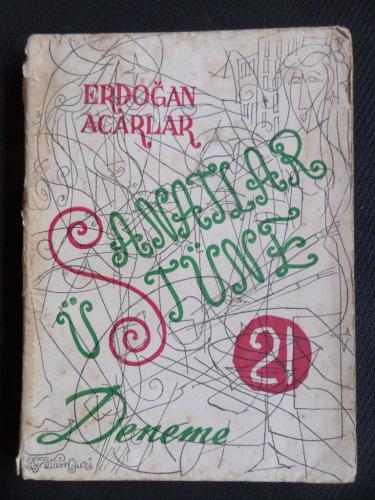 ERDOĞAN
ACARLAR
SANATLAR
ÜSTÜNE
21
Deneme